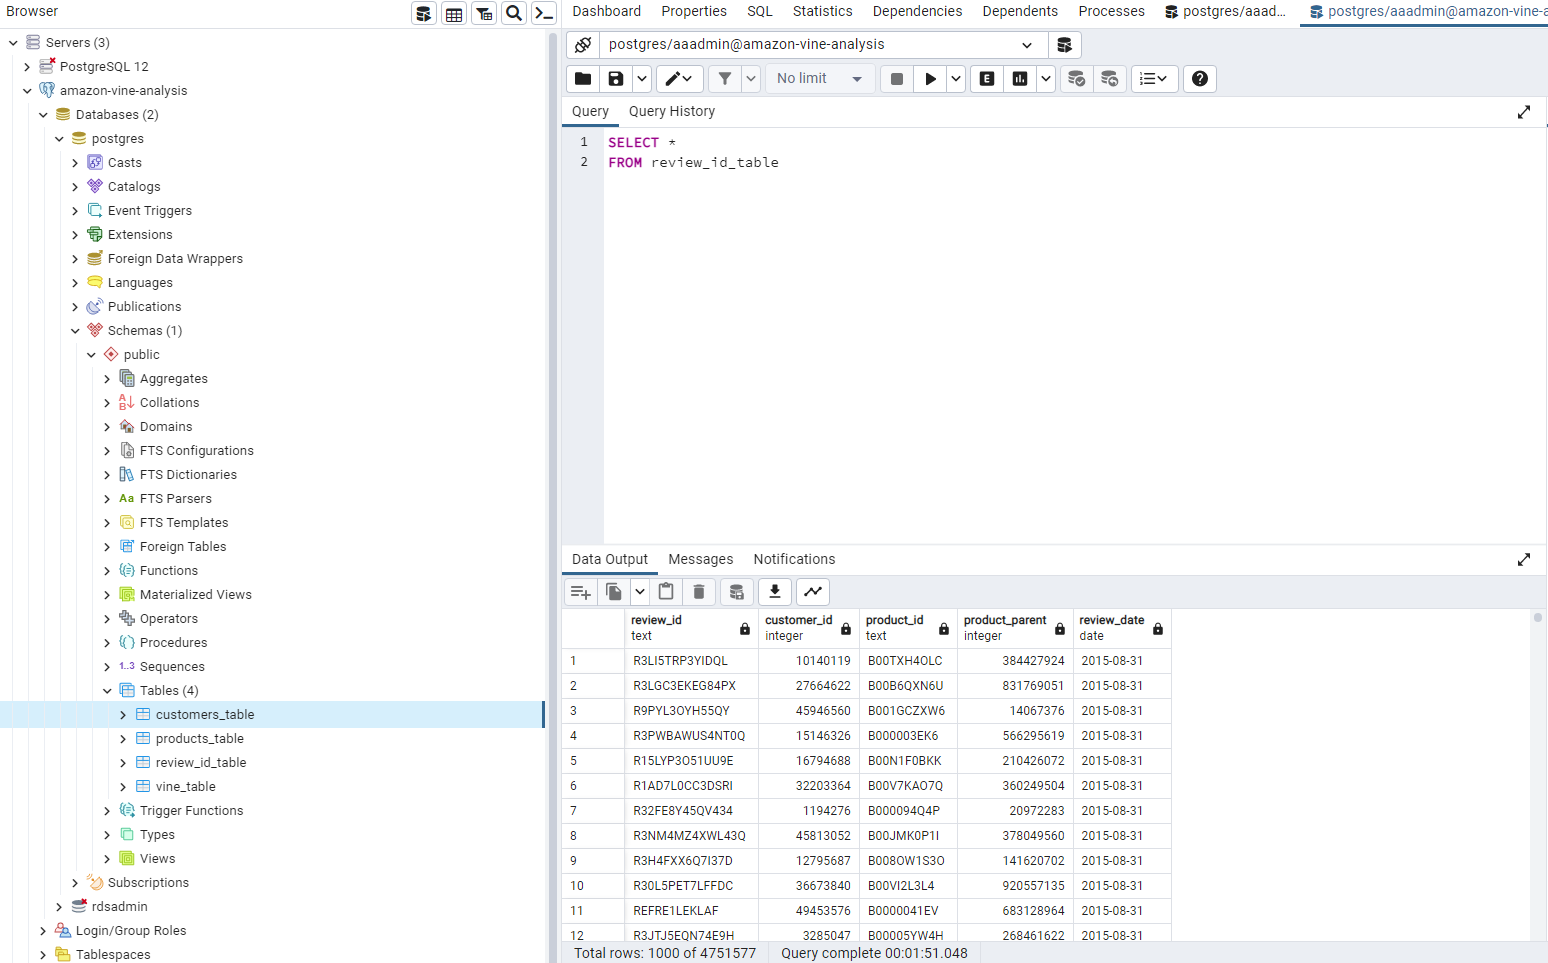 Browser
Servers (3)
PostgreSQL 12
amazon-vine-analysis
Databases (2)
postgres
Casts
Catalogs
Event Triggers
Extensions
Foreign Data Wrappers
Languages
Publications
Schemas (1)
public
Aggregates
Collations
Domains
FTS Configurations
FTS Dictionaries
Aa FTS Parsers
FTS Templates
Foreign Tables
Functions
Materialized Views
Operators
Procedures
1..3 Sequences
Tables (4)
customers_table
products_table
review_id_table
vine_table
Trigger Functions
Types
Views
Subscriptions
rdsadmin
Login/Group Roles
Tablespaces
Dashboard Properties SQL Statistics Dependencies Dependents Processes postgres/aaad... postgres/aaadmin@amazon-vine-a
postgres/aaadmin@amazon-vine-analysis
No limit E
Query Query History
1 SELECT *
2 FROM review_id_table
Data Output Messages Notifications
review_id customer_id product_id product_parent review_date
text integer text integer date
1 R3LI5TRP3YIDQL 10140119 B00TXH4OLC 384427924 2015-08-31
2 R3LGC3EKEG84PX 27664622 B00B6QXN6U 831769051 2015-08-31
3 R9PYL3OYH55QY 45946560 B001GCZXW6 14067376 2015-08-31
4 R3PWBAWUS4NT0Q 15146326 B000003EK6 566295619 2015-08-31
5 R15LYP3O51UU9E 16794688 B00N1F0BKK 210426072 2015-08-31
6 R1AD7L0CC3DSRI 32203364 B00V7KAO7Q 360249504 2015-08-31
7 R32FE8Y45QV434 1194276 B000094Q4P 20972283 2015-08-31
8 R3NM4MZ4XWL43Q 45813052 B00JMK0P1I 378049560 2015-08-31
9 R3H4FXX6Q7I37D 12795687 B008OW1S3O 141620702 2015-08-31
10 R30L5PET7LFFDC 36673840 B00VI2L3L4 920557135 2015-08-31
11 REFRE1LEKLAF 49453576 B0000041EV 683128964 2015-08-31
12 R3JTJ5EQN74E9H 3285047 B00005YW4H 268461622 2015-08-31
Total rows: 1000 of 4751577 Query complete 00:01:51.048